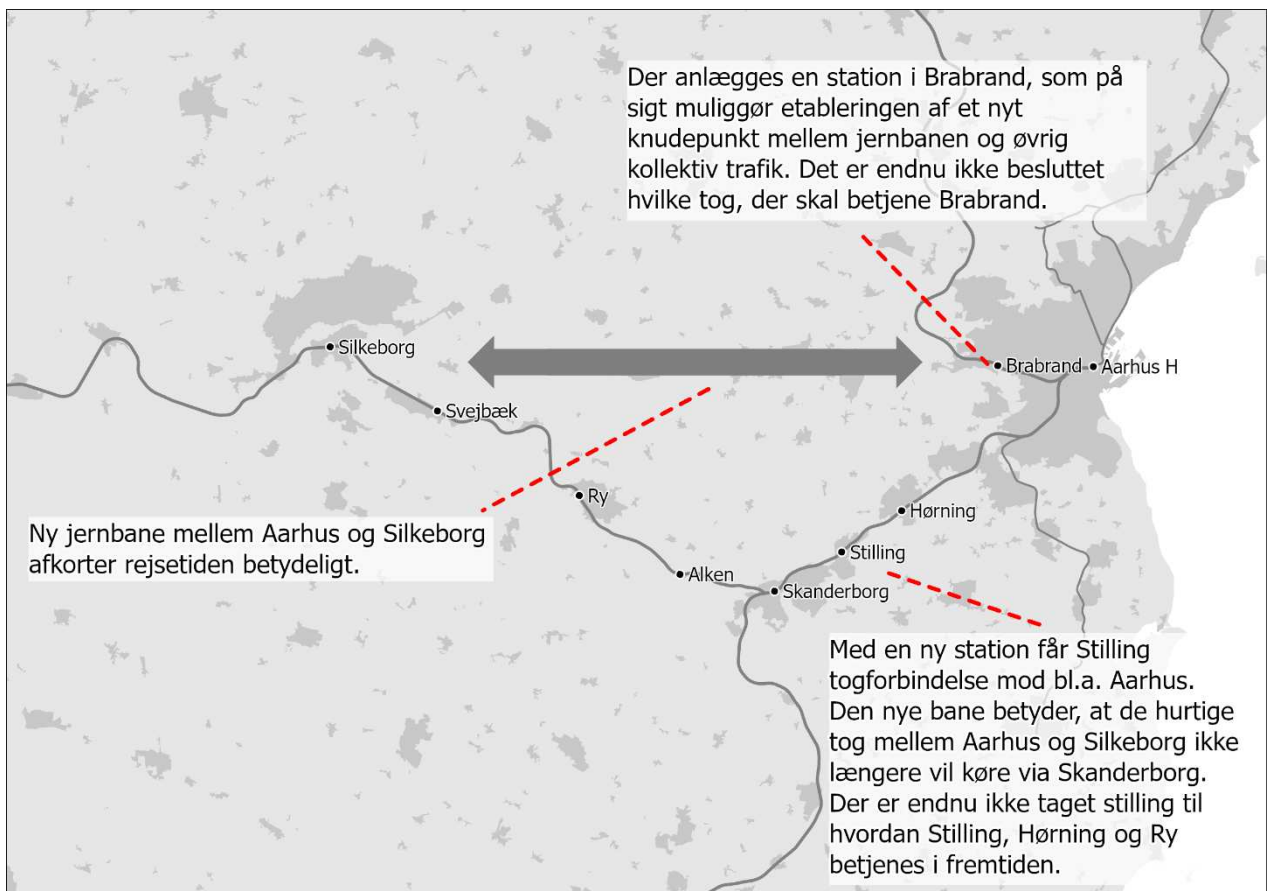 Der anlægges en station i Brabrand, som på
sigt muliggør etableringen af et nyt
knudepunkt mellem jernbanen og øvrig
kollektiv trafik. Det er endnu ikke besluttet
hvilke tog, der skal betjene Brabrand.
Silkeborg
Brabrand
Aarhus H
Svejbæk
Ry
Hørning
Ny jernbane mellem Aarhus og Silkeborg
afkorter rejsetiden betydeligt.
Stilling
Alken
Skanderborg
Med en ny station får Stilling
togforbindelse mod bl.a. Aarhus.
Den nye bane betyder, at de hurtige
tog mellem Aarhus og Silkeborg ikke
længere vil køre via Skanderborg.
Der er endnu ikke taget stilling til
hvordan Stilling, Hørning og Ry
betjenes i fremtiden.